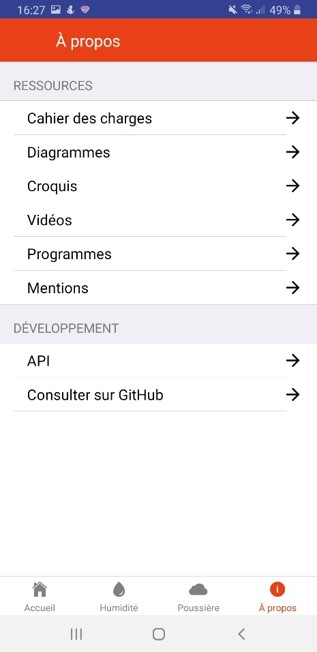 16:27 49%
À propos
RESSOURCES
Cahier des charges
Diagrammes
Croquis
Vidéos
Programmes
Mentions
DÉVELOPPEMENT
API
Consulter sur GitHub
Accueil Humidité Poussière À propos